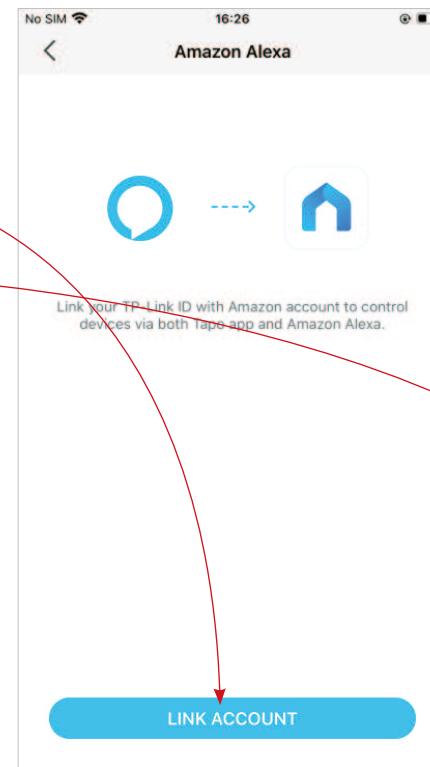 No SIM 16:26
Amazon Alexa
Link your TP-Link ID with Amazon account to control
devices via both Tapo app and Amazon Alexa.
LINK ACCOUNT